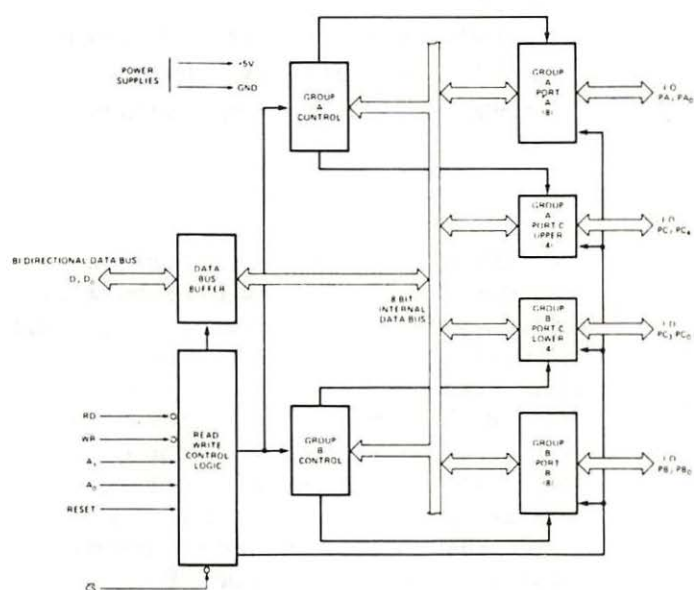 POWER
SUPPLIES
+5V
GND
GROUP
A
CONTROL
GROUP
A
PORT
A
(8)
I O
PA7 PA0
GROUP
A
PORT C
UPPER
(4)
I O
PC7 PC4
BI DIRECTIONAL DATA BUS
D7 D0
DATA
BUS
BUFFER
8 BIT
INTERNAL
DATA BUS
GROUP
B
PORT C
LOWER
(4)
I O
PC3 PC0
RD
WR
A1
A0
RESET
CS
READ
WRITE
CONTROL
LOGIC
GROUP
B
CONTROL
GROUP
B
PORT
B
(8)
I O
PB7 PB0